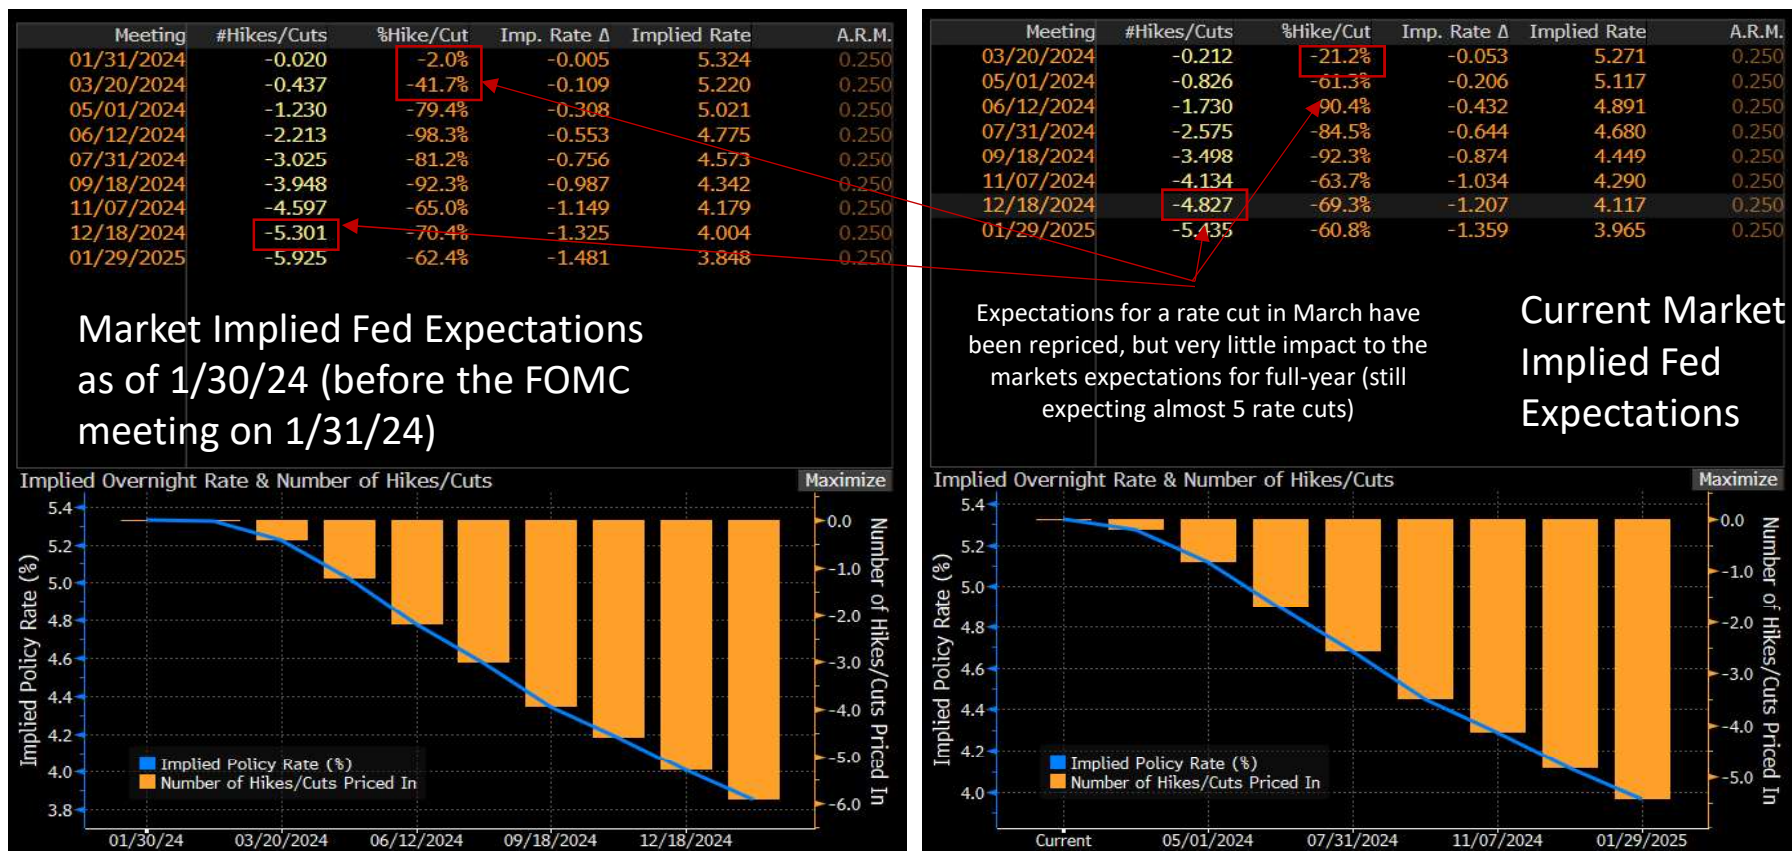 Meeting #Hikes/Cuts %Hike/Cut Imp. Rate Δ Implied Rate A.R.M.
01/31/2024 -0.020 -2.0% -0.005 5.324 0.250
03/20/2024 -0.437 -41.7% -0.109 5.220 0.250
05/01/2024 -1.230 -79.4% -0.308 5.021 0.250
06/12/2024 -2.213 -98.3% -0.553 4.775 0.250
07/31/2024 -3.025 -81.2% -0.756 4.573 0.250
09/18/2024 -3.948 -92.3% -0.987 4.342 0.250
11/07/2024 -4.597 -65.0% -1.149 4.179 0.250
12/18/2024 -5.301 -70.4% -1.325 4.004 0.250
01/29/2025 -5.925 -62.4% -1.481 3.848 0.250
Market Implied Fed Expectations
as of 1/30/24 (before the FOMC
meeting on 1/31/24)
Implied Overnight Rate & Number of Hikes/Cuts Maximize
Implied Policy Rate (%)
5.4
5.2
5.0
4.8
4.6
4.4
4.2
4.0
3.8
0.0
-1.0
-2.0
-3.0
-4.0
-5.0
-6.0
Number of Hikes/Cuts Priced In
Implied Policy Rate (%)
Number of Hikes/Cuts Priced In
01/30/24 03/20/2024 06/12/2024 09/18/2024 12/18/2024
Meeting #Hikes/Cuts %Hike/Cut Imp. Rate Δ Implied Rate A.R.M.
03/20/2024 -0.212 -21.2% -0.053 5.271 0.250
05/01/2024 -0.826 -61.3% -0.206 5.117 0.250
06/12/2024 -1.730 -90.4% -0.432 4.891 0.250
07/31/2024 -2.575 -84.5% -0.644 4.680 0.250
09/18/2024 -3.498 -92.3% -0.874 4.449 0.250
11/07/2024 -4.134 -63.7% -1.034 4.290 0.250
12/18/2024 -4.827 -69.3% -1.207 4.117 0.250
01/29/2025 -5.435 -60.8% -1.359 3.965 0.250
Expectations for a rate cut in March have
been repriced, but very little impact to the
markets expectations for full-year (still
expecting almost 5 rate cuts)
Current Market
Implied Fed
Expectations
Implied Overnight Rate & Number of Hikes/Cuts Maximize
Implied Policy Rate (%)
5.4
5.2
5.0
4.8
4.6
4.4
4.2
4.0
0.0
-1.0
-2.0
-3.0
-4.0
-5.0
Number of Hikes/Cuts Priced In
Implied Policy Rate (%)
Number of Hikes/Cuts Priced In
Current 05/01/2024 07/31/2024 11/07/2024 01/29/2025